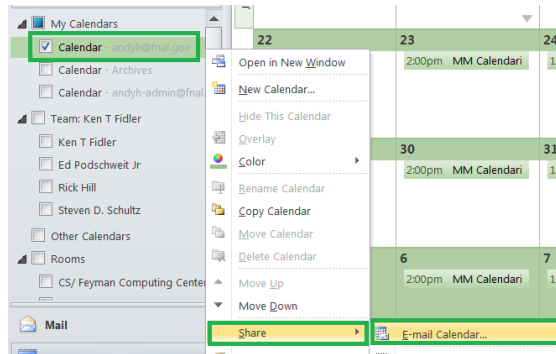 My Calendars
Calendar - andyh@fnal.gov
Calendar - Archives
Calendar - andyh-admin@fnal.
Team: Ken T Fidler
Ken T Fidler
Ed Podschweit Jr
Rick Hill
Steven D. Schultz
Other Calendars
Rooms
CS/ Feyman Computing Cente
Mail
Open in New Window
New Calendar...
Hide This Calendar
Overlay
Color
Rename Calendar
Copy Calendar
Move Calendar
Delete Calendar
Move Up
Move Down
Share
E-mail Calendar...
22 23 24
2:00pm MM Calendari 1
30 31
2:00pm MM Calendari 1
6 7
2:00pm MM Calendari 1